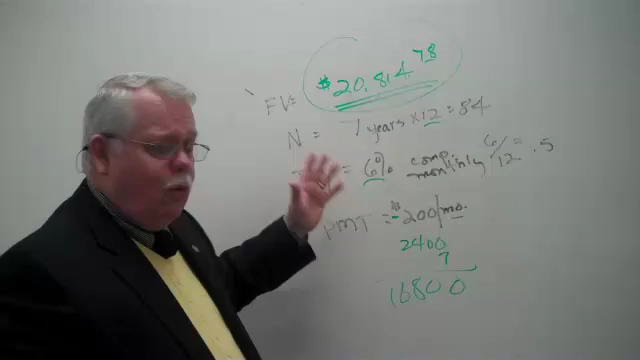 FV= $20,814 78
N = 7 years x12 = 84
= 6% comp monthly 6/12 = .5
PMT = -$200/mo.
2400
7
16800